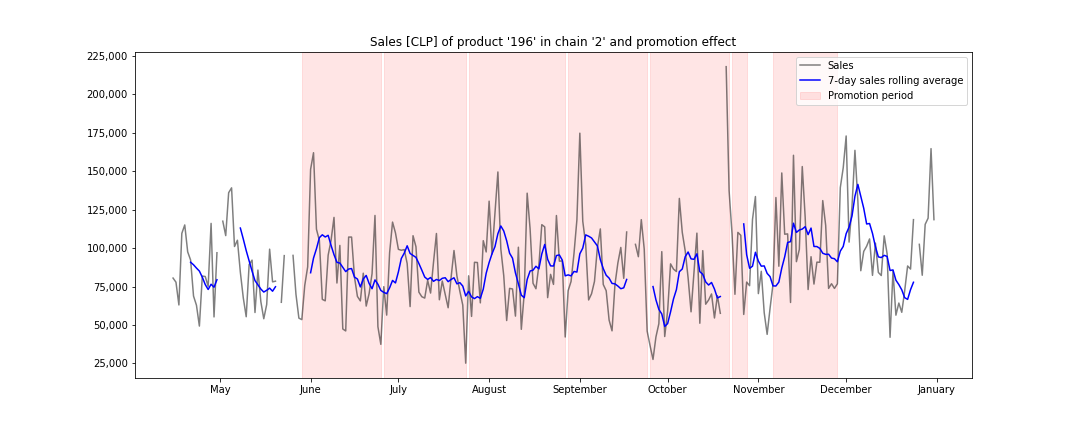 Sales [CLP] of product '196' in chain '2' and promotion effect
225,000
200,000
175,000
150,000
125,000
100,000
75,000
50,000
25,000
Sales
7-day sales rolling average
Promotion period
May
June
July
August
September
October
November
December
January